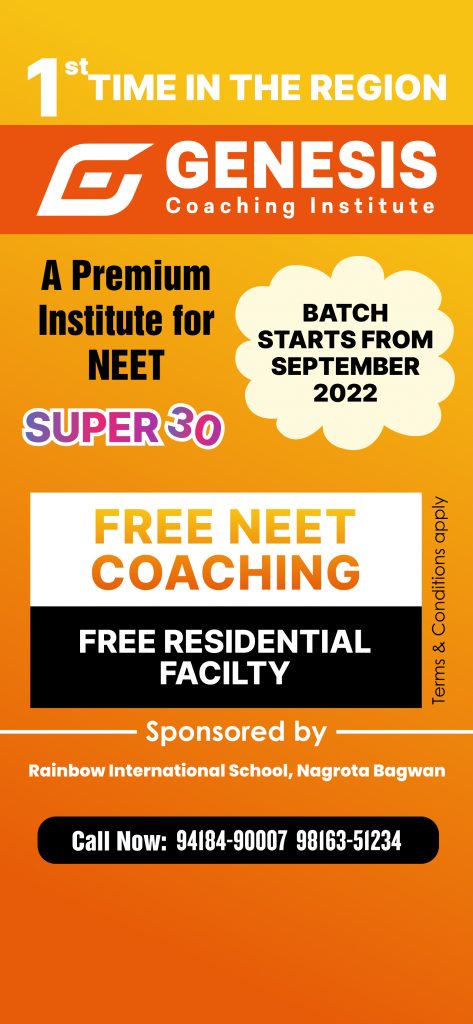 1st TIME IN THE REGION
GENESIS
Coaching Institute
A Premium
Institute for
NEET
SUPER 30
BATCH
STARTS FROM
SEPTEMBER
2022
FREE NEET
COACHING
FREE RESIDENTIAL
FACILTY
Terms & Conditions apply
Sponsored by
Rainbow International School, Nagrota Bagwan
Call Now: 94184-90007 98163-51234